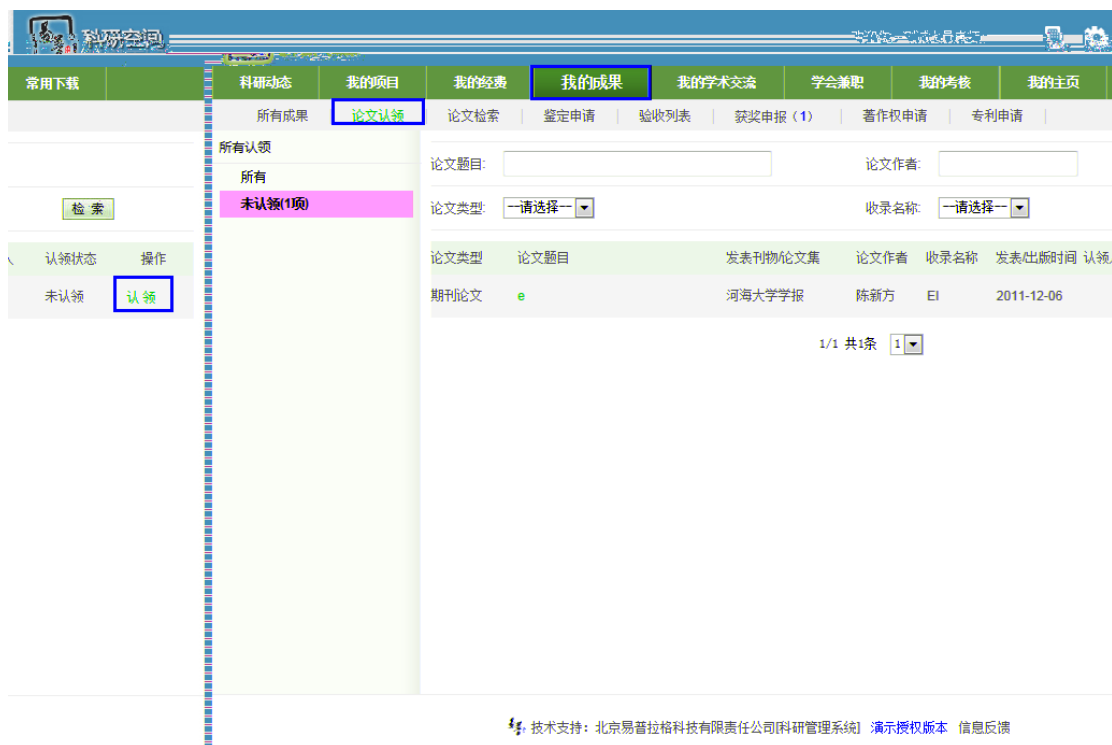 科研空间
常用下载 科研动态 我的项目 我的经费 我的成果 我的学术交流 学会兼职 我的考核 我的主页
所有成果 论文认领 论文检索 鉴定申请 验收列表 获奖申报（1） 著作权申请 专利申请
所有认领
所有
未认领(1项)
论文题目: 论文作者:
论文类型: --请选择-- 收录名称: --请选择--
检 索
论文类型 论文题目 发表刊物/论文集 论文作者 收录名称 发表/出版时间 认领人 认领状态 操作
期刊论文 e 河海大学学报 陈新方 EI 2011-12-06 未认领 认领
1/1 共1条 1
技术支持：北京易普拉格科技有限责任公司[科研管理系统] 演示授权版本 信息反馈